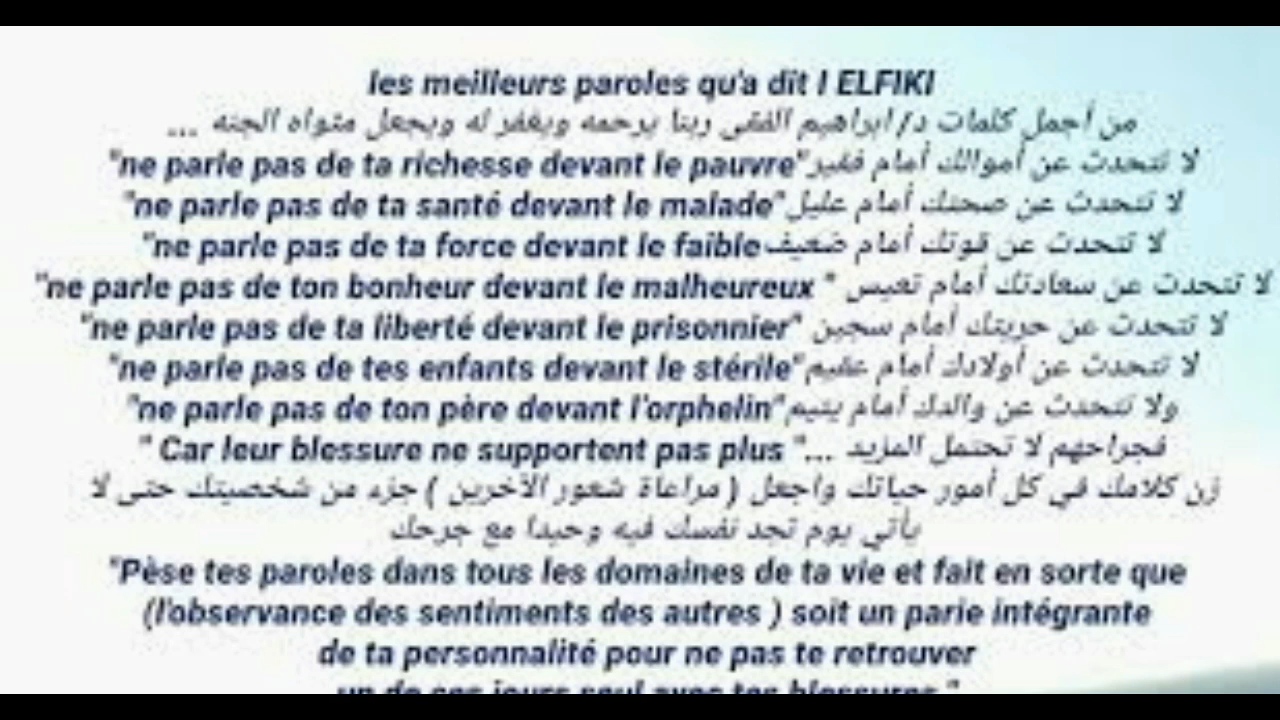 les meilleurs paroles qu'a dit I ELFIKI
من أجمل كلمات د/ابراهيم الفقى ربنا يرحمه ويغفر له ويجعل مثواه الجنه ...
"ne parle pas de ta richesse devant le pauvre"لا تتحدث عن أموالك أمام فقير
"ne parle pas de ta santé devant le malade"لا تتحدث عن صحتك أمام عليل
"ne parle pas de ta force devant le faible لا تتحدث عن قوتك أمام ضعيف
"ne parle pas de ton bonheur devant le malheureux " لا تتحدث عن سعادتك أمام تعيس
"ne parle pas de ta liberté devant le prisonnier" لا تتحدث عن حريتك أمام سجين
"ne parle pas de tes enfants devant le stérile"لا تتحدث عن أولادك أمام عقيم
"ne parle pas de ton père devant l'orphelin"ولا تتحدث عن والدك أمام يتيم
" Car leur blessure ne supportent pas plus "... فجراحهم لا تحتمل المزيد
زن كلامك في كل أمور حياتك واجعل ( مراعاة شعور الآخرين ) جزء من شخصيتك حتى لا
يأتي يوم تجد نفسك فيه وحيدا مع جرحك
"Pèse tes paroles dans tous les domaines de ta vie et fait en sorte que
(l'observance des sentiments des autres ) soit un parie intégrante
de ta personnalité pour ne pas te retrouver
un de ces jours seul avec tes blessures "